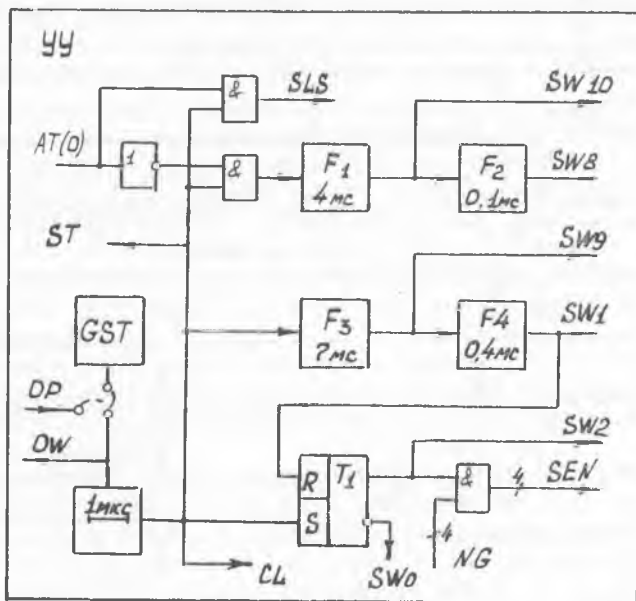 УУ
& SLS SW 10
AT(0) 1 & F1 4мс F2 0,1мс SW8
ST
SW9
GST F3 7мс F4 0,4мс SW1
DP
OW
SW2
R T1 & 4 SEN
S
1мкс
4
CL SW0 NG